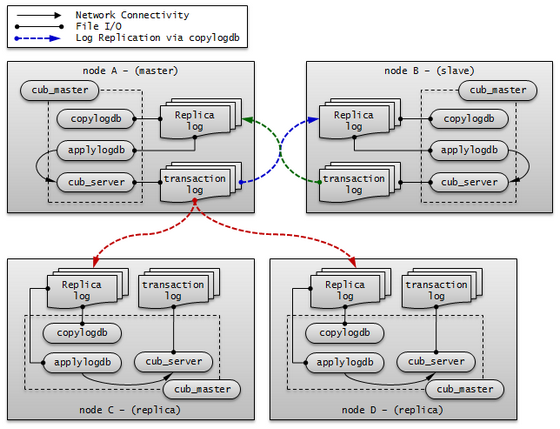 Network Connectivity
File I/O
Log Replication via copylogdb
node A - (master)
cub_master
copylogdb
Replica
log
applylogdb
cub_server
transaction
log
node B - (slave)
cub_master
Replica
log
copylogdb
applylogdb
transaction
log
cub_server
Replica
log
transaction
log
copylogdb
applylogdb
cub_server
cub_master
node C - (replica)
Replica
log
transaction
log
copylogdb
applylogdb
cub_server
cub_master
node D - (replica)